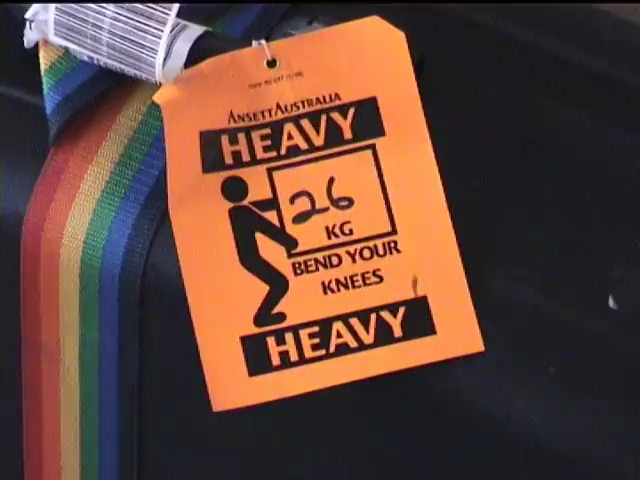 ANSETT AUSTRALIA
HEAVY
26
KG
BEND YOUR
KNEES
HEAVY